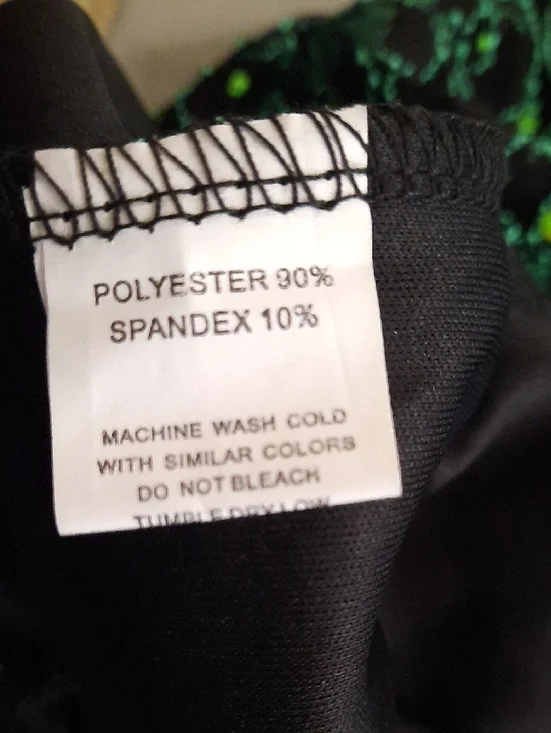 POLYESTER 90%
SPANDEX 10%
MACHINE WASH COLD
WITH SIMILAR COLORS
DO NOT BLEACH
TUMBLE DRY LOW